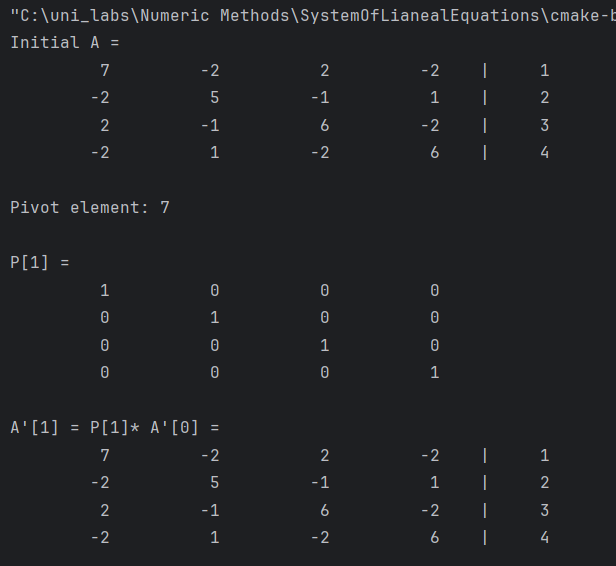 "C:\uni_labs\Numeric Methods\SystemOfLianealEquations\cmake-b
Initial A =
7 -2 2 -2 | 1
-2 5 -1 1 | 2
2 -1 6 -2 | 3
-2 1 -2 6 | 4
Pivot element: 7
P[1] =
1 0 0 0
0 1 0 0
0 0 1 0
0 0 0 1
A'[1] = P[1]* A'[0] =
7 -2 2 -2 | 1
-2 5 -1 1 | 2
2 -1 6 -2 | 3
-2 1 -2 6 | 4